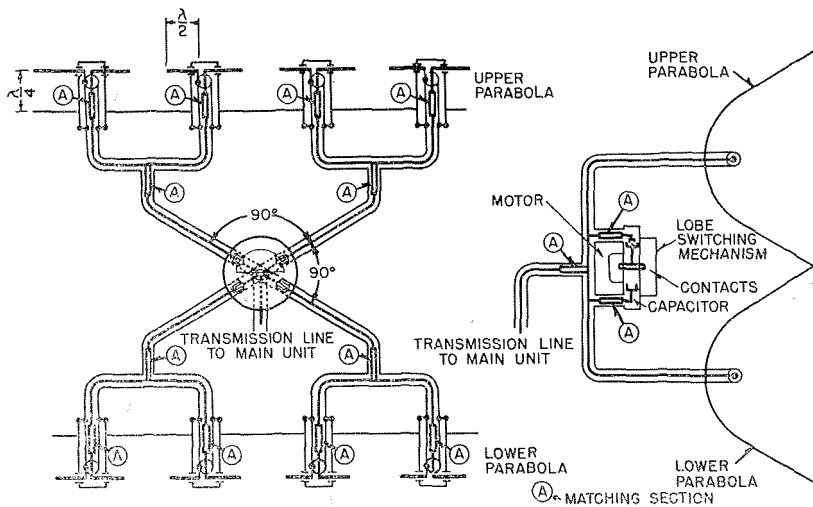 λ
2
λ
4
A
A
A
A
UPPER
PARABOLA
UPPER
PARABOLA
A
A
90°
90°
MOTOR
A
A
LOBE
SWITCHING
MECHANISM
CONTACTS
CAPACITOR
A
TRANSMISSION LINE
TO MAIN UNIT
TRANSMISSION LINE
TO MAIN UNIT
A
A
A
A
A
A
LOWER
PARABOLA
LOWER
PARABOLA
A MATCHING SECTION